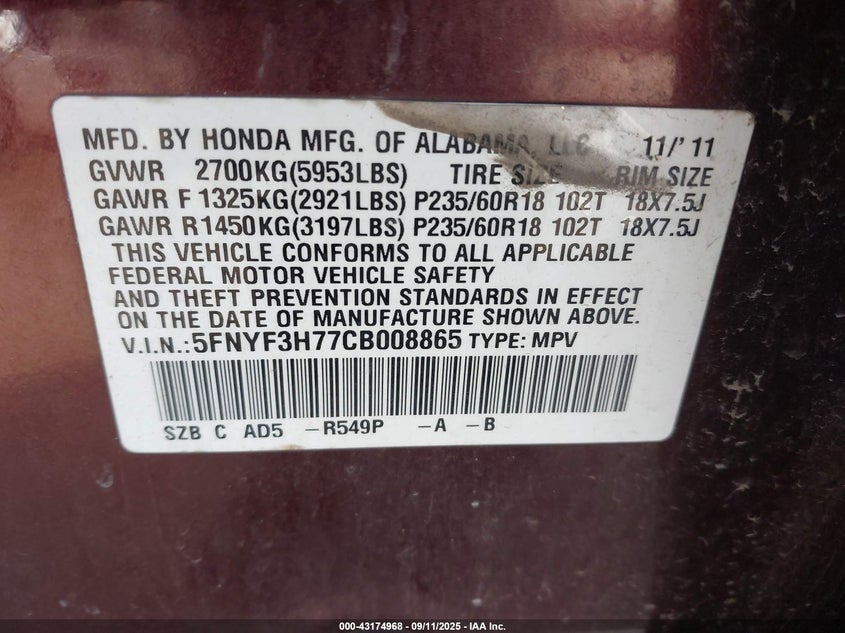 MFD. BY HONDA MFG. OF ALABAMA, LLC 11/'11
GVWR 2700KG(5953LBS) TIRE SIZE RIM SIZE
GAWR F 1325KG(2921LBS) P235/60R18 102T 18X7.5J
GAWR R1450KG(3197LBS) P235/60R18 102T 18X7.5J
THIS VEHICLE CONFORMS TO ALL APPLICABLE
FEDERAL MOTOR VEHICLE SAFETY
AND THEFT PREVENTION STANDARDS IN EFFECT
ON THE DATE OF MANUFACTURE SHOWN ABOVE.
V.I.N.:5FNYF3H77CB008865 TYPE: MPV
SZB C AD5 -R549P -A -B
000-43174968 - 09/11/2025 - IAA Inc.